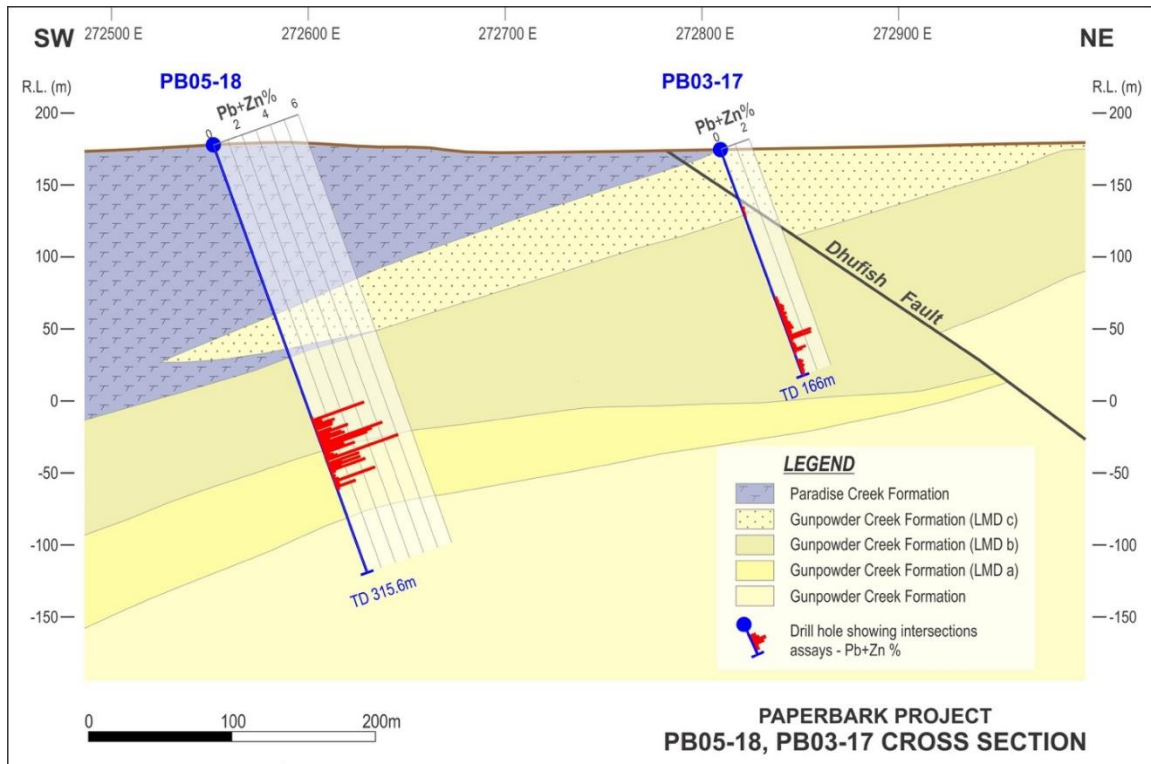 SW
272500 E
272600 E
272700 E
272800 E
272900 E
NE
PB05-18
PB03-17
R.L. (m)
R.L. (m)
Pb+Zn%
0
2
4
6
Pb+Zn%
0
2
200
150
100
50
0
-50
-100
-150
200
150
100
50
0
-50
-100
-150
Dhufish Fault
TD 166m
TD 315.6m
LEGEND
Paradise Creek Formation
Gunpowder Creek Formation (LMD c)
Gunpowder Creek Formation (LMD b)
Gunpowder Creek Formation (LMD a)
Gunpowder Creek Formation
Drill hole showing intersections
assays - Pb+Zn %
0
100
200m
PAPERBARK PROJECT
PB05-18, PB03-17 CROSS SECTION